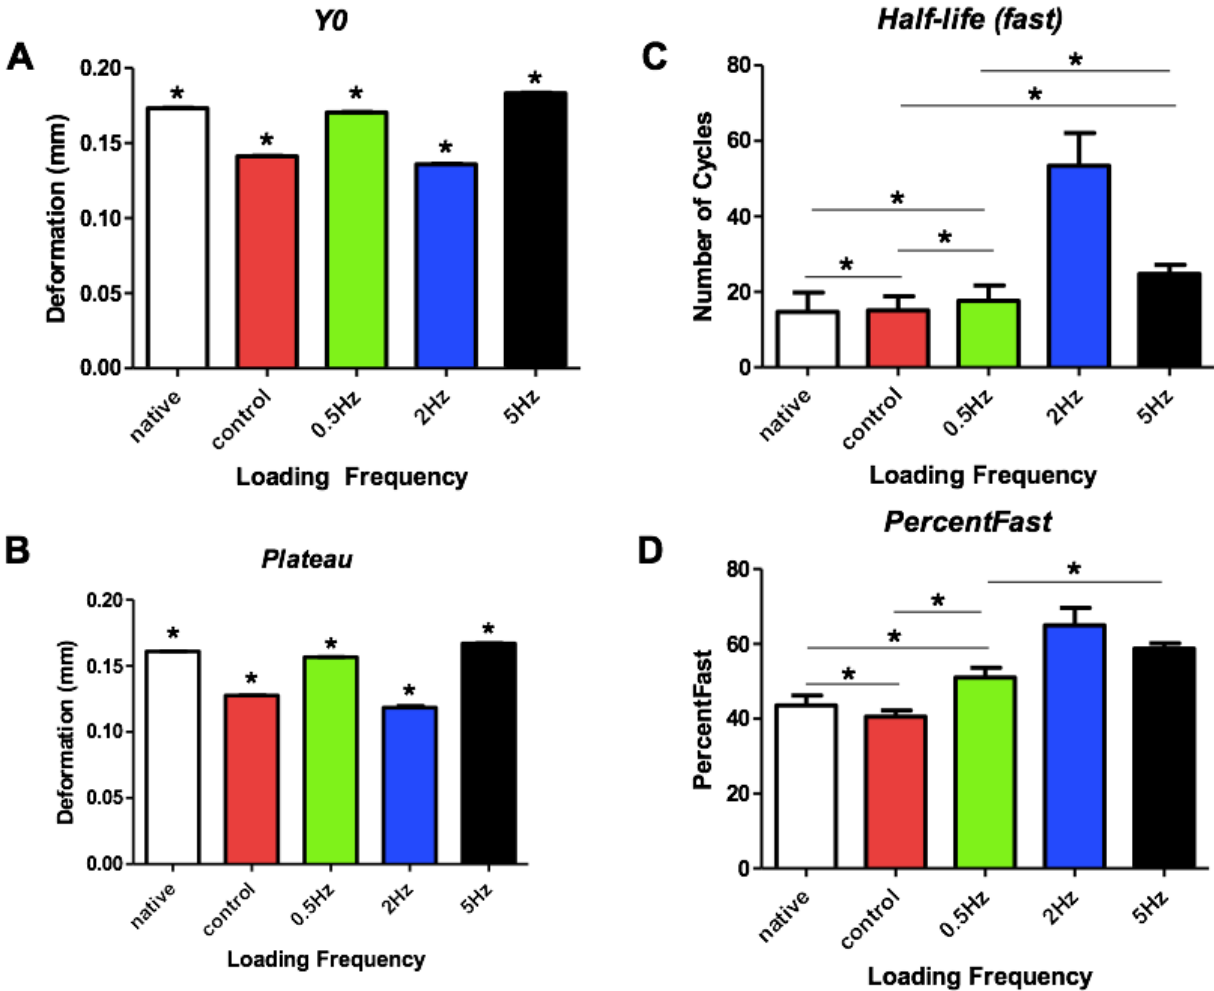 Y0
A
0.20
0.15
0.10
0.05
0.00
Deformation (mm)
* * * * *
native control 0.5Hz 2Hz 5Hz
Loading Frequency
B
Plateau
0.20
0.15
0.10
0.05
0.00
Deformation (mm)
* * * * *
native control 0.5Hz 2Hz 5Hz
Loading Frequency
Half-life (fast)
C
80
60
40
20
0
Number of Cycles
*
*
*
*
*
native control 0.5Hz 2Hz 5Hz
Loading Frequency
PercentFast
D
80
60
40
20
0
PercentFast
*
*
*
*
native control 0.5Hz 2Hz 5Hz
Loading Frequency